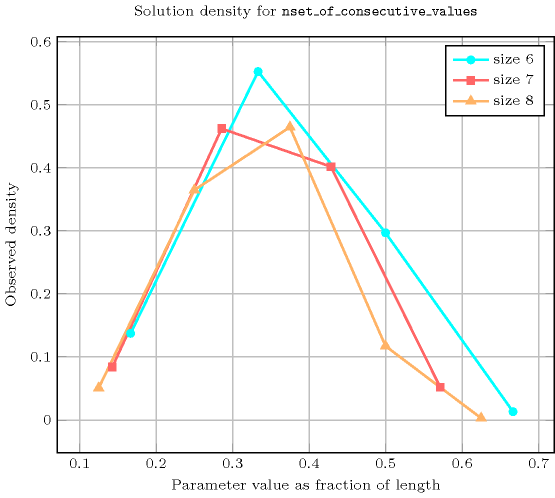 Solution density for nset_of_consecutive_values
size 6
size 7
size 8
0.6
0.5
0.4
0.3
0.2
0.1
0
Observed density
0.1 0.2 0.3 0.4 0.5 0.6 0.7
Parameter value as fraction of length